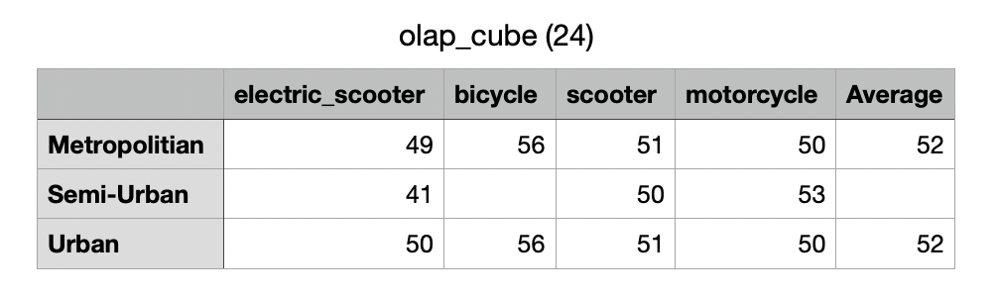 olap_cube (24)
electric_scooter bicycle scooter motorcycle Average
Metropolitian 49 56 51 50 52
Semi-Urban 41 50 53
Urban 50 56 51 50 52